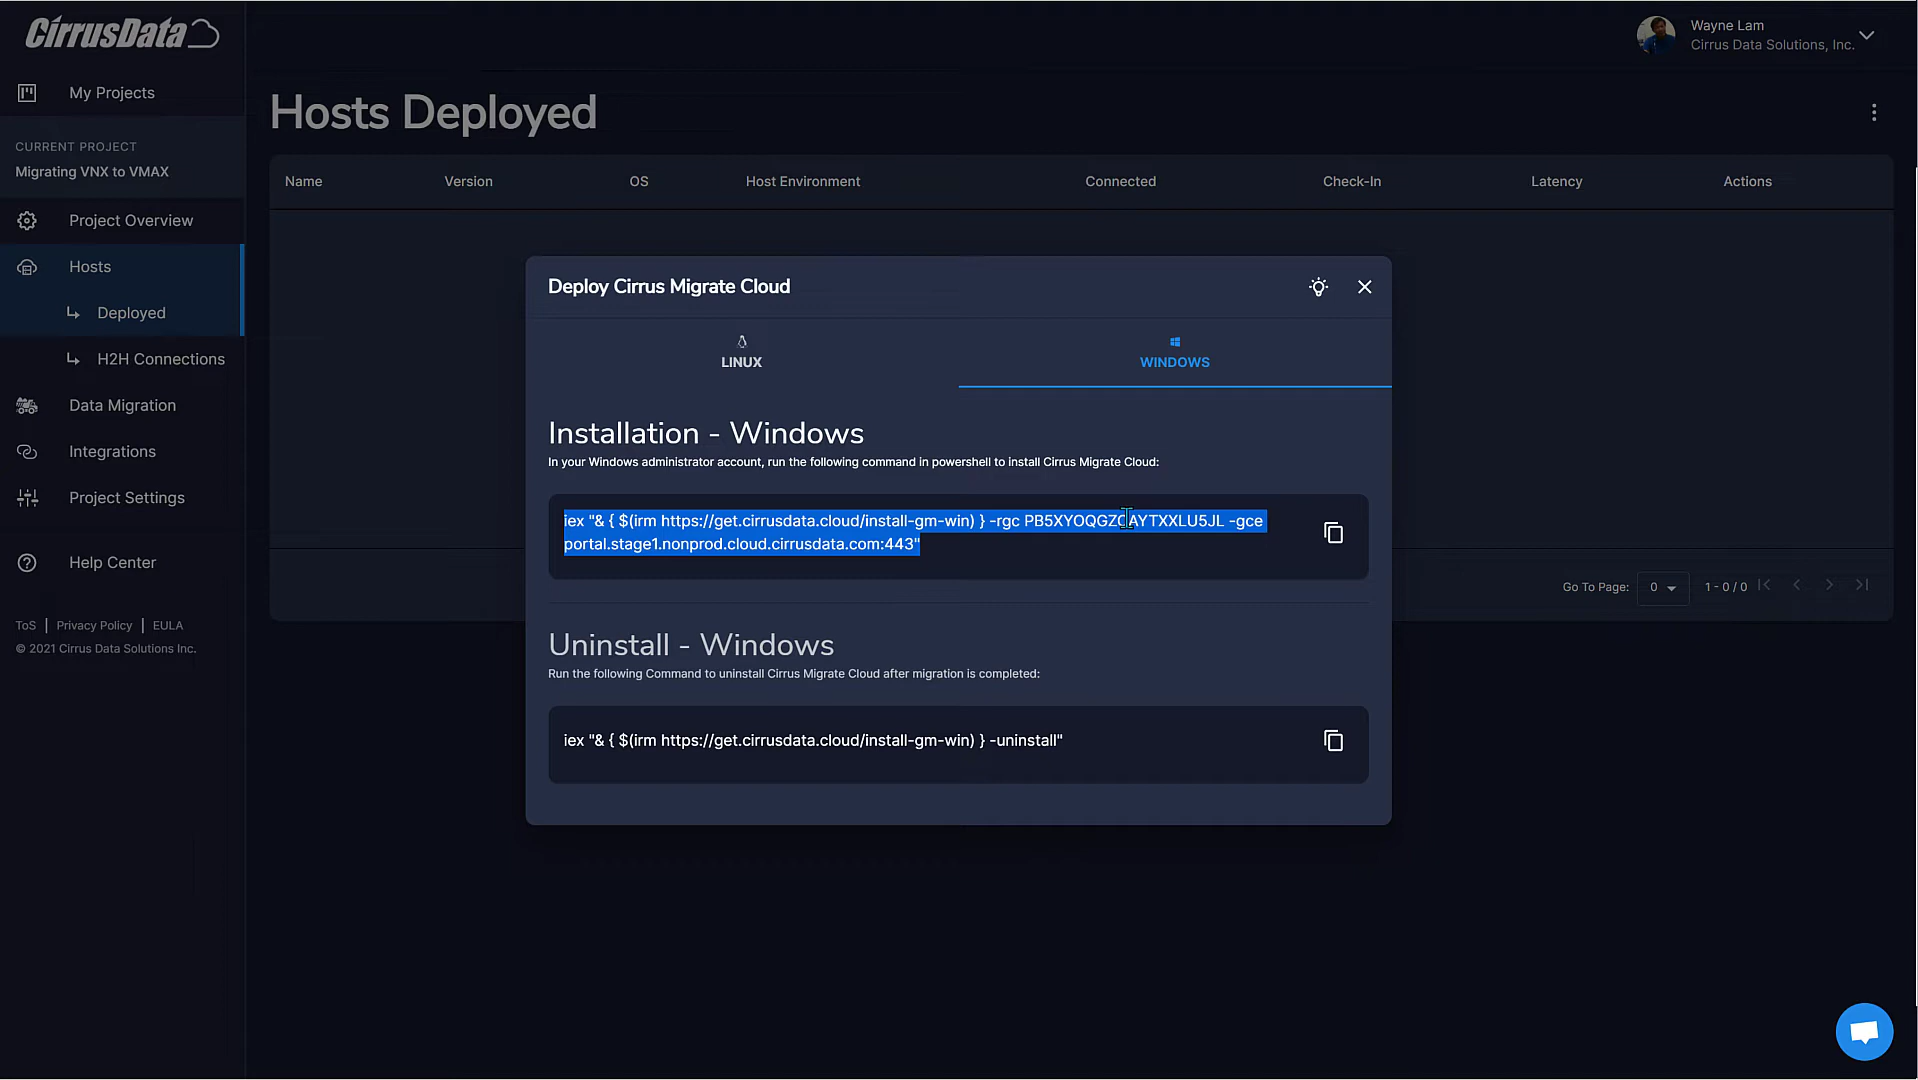 CirrusData
Wayne Lam
Cirrus Data Solutions, Inc.
My Projects
CURRENT PROJECT
Migrating VNX to VMAX
Project Overview
Hosts
Deployed
H2H Connections
Data Migration
Integrations
Project Settings
Help Center
ToS | Privacy Policy | EULA
© 2021 Cirrus Data Solutions Inc.
Hosts Deployed
Name Version OS Host Environment Connected Check-In Latency Actions
Deploy Cirrus Migrate Cloud
LINUX
WINDOWS
Installation - Windows
In your Windows administrator account, run the following command in powershell to install Cirrus Migrate Cloud:
iex "& { $(irm https://get.cirrusdata.cloud/install-gm-win) } -rgc PB5XYOQGZCAYTXXLU5JL -gce
portal.stage1.nonprod.cloud.cirrusdata.com:443"
Uninstall - Windows
Run the following Command to uninstall Cirrus Migrate Cloud after migration is completed:
iex "& { $(irm https://get.cirrusdata.cloud/install-gm-win) } -uninstall"
Go To Page: 0 1 - 0 / 0